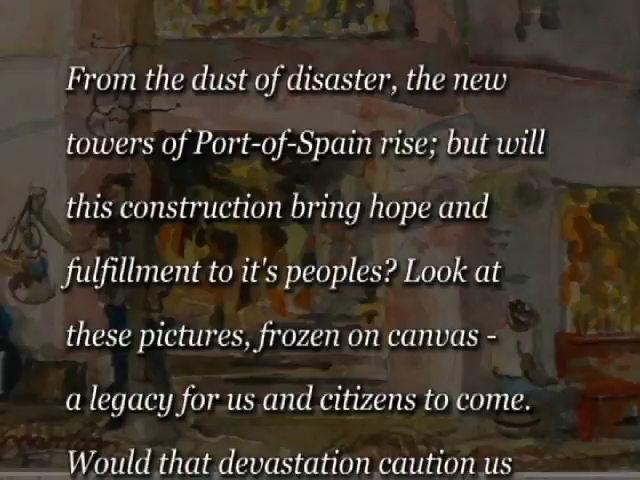 From the dust of disaster, the new
towers of Port-of-Spain rise; but will
this construction bring hope and
fulfillment to it's peoples? Look at
these pictures, frozen on canvas -
a legacy for us and citizens to come.
Would that devastation caution us